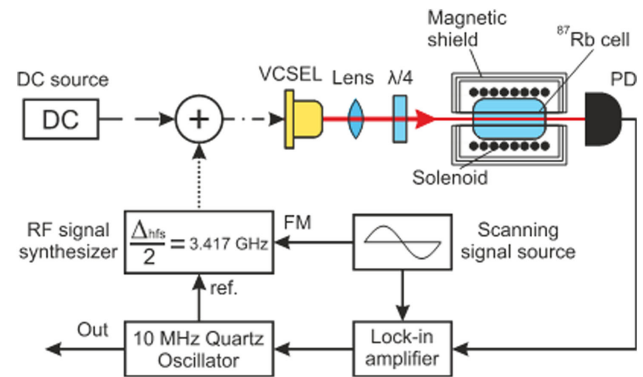 Magnetic
shield
⁸⁷Rb cell
DC source
VCSEL
Lens
λ/4
PD
DC
+
Solenoid
RF signal
synthesizer
Δhfs/2 = 3.417 GHz
FM
Scanning
signal source
ref.
Out
10 MHz Quartz
Oscillator
Lock-in
amplifier